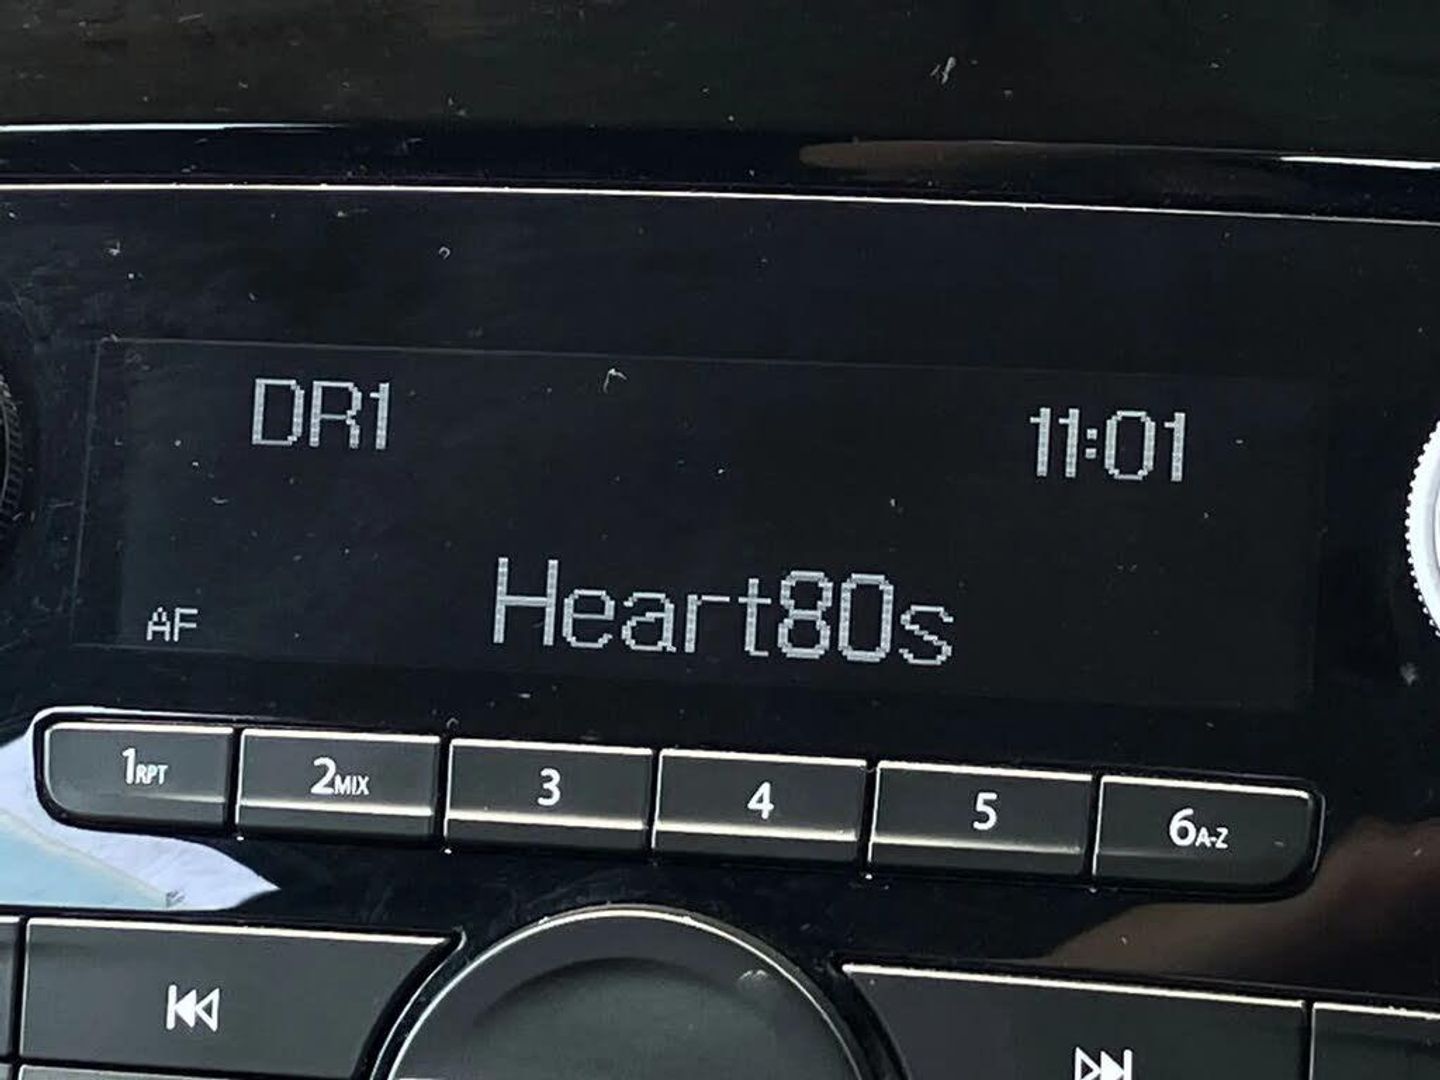 DR1 11:01
AF Heart80s
1RPT 2MIX 3 4 5 6A-Z